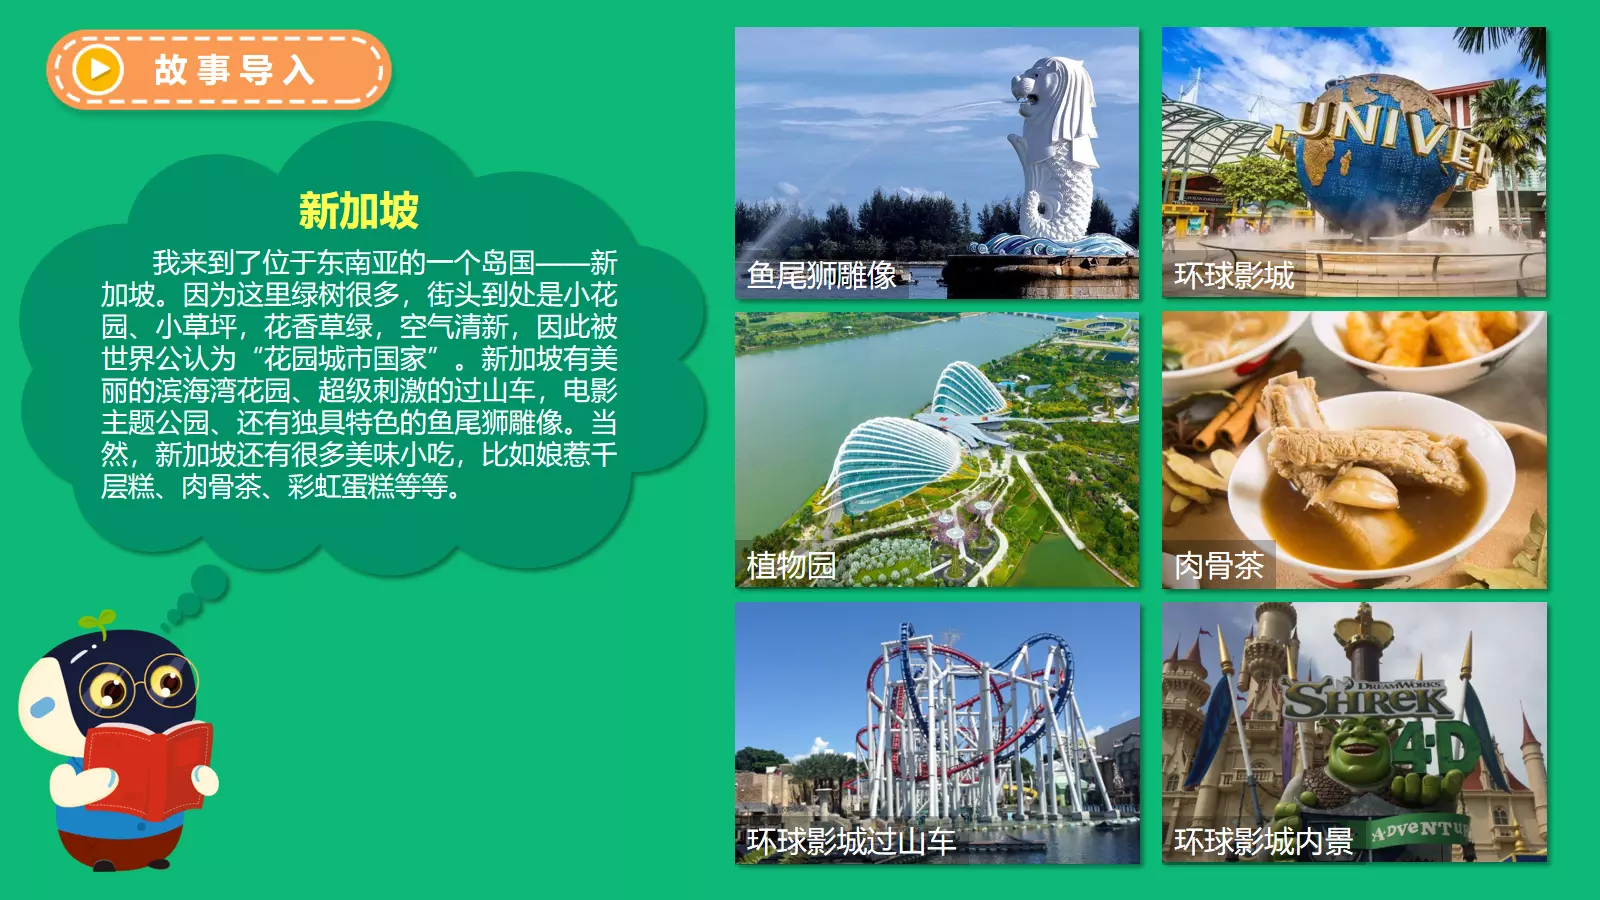 故事导入
新加坡
我来到了位于东南亚的一个岛国——新
加坡。因为这里绿树很多，街头到处是小花
园、小草坪，花香草绿，空气清新，因此被
世界公认为“花园城市国家”。新加坡有美
丽的滨海湾花园、超级刺激的过山车，电影
主题公园、还有独具特色的鱼尾狮雕像。当
然，新加坡还有很多美味小吃，比如娘惹千
层糕、肉骨茶、彩虹蛋糕等等。
鱼尾狮雕像
UNIVER
环球影城
植物园
肉骨茶
环球影城过山车
DREAMWORKS
SHREK
4-D
ADVENTU
环球影城内景